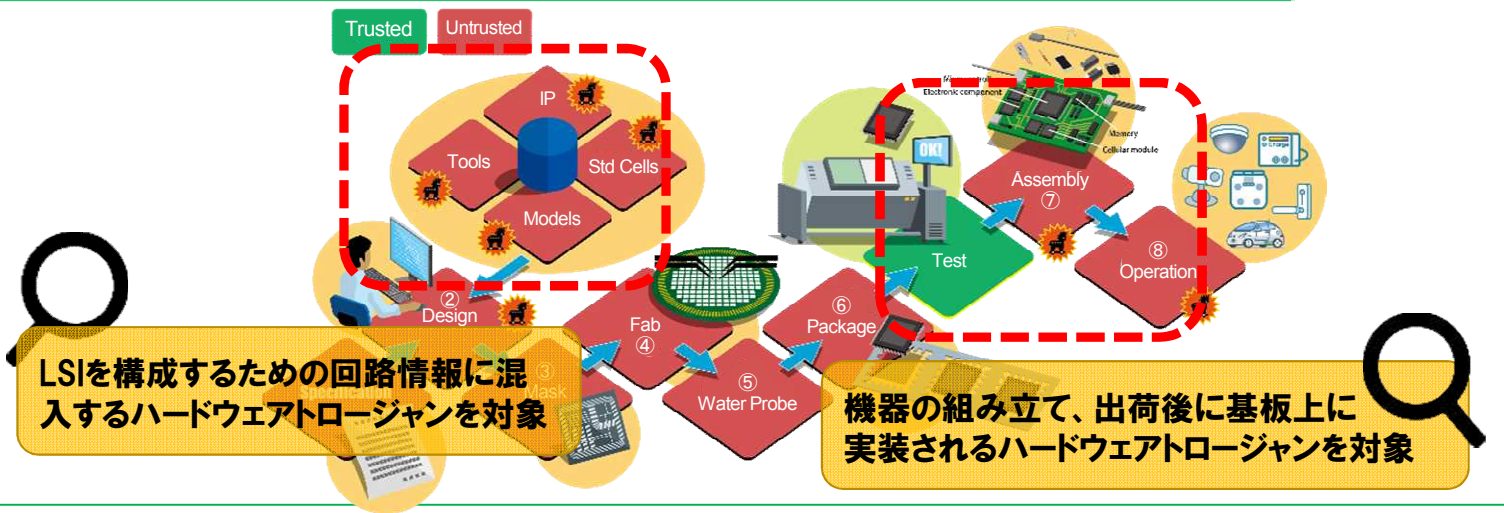 Trusted
Untrusted
IP
Tools
Std Cells
Models
②
Design
③
Mask
Fab
④
⑤
Water Probe
⑥
Package
Test
OK!
Assembly
⑦
⑧
Operation
Electronic component
Memory
Cellular module
LSIを構成するための回路情報に混
入するハードウェアトロージャンを対象
機器の組み立て、出荷後に基板上に
実装されるハードウェアトロージャンを対象